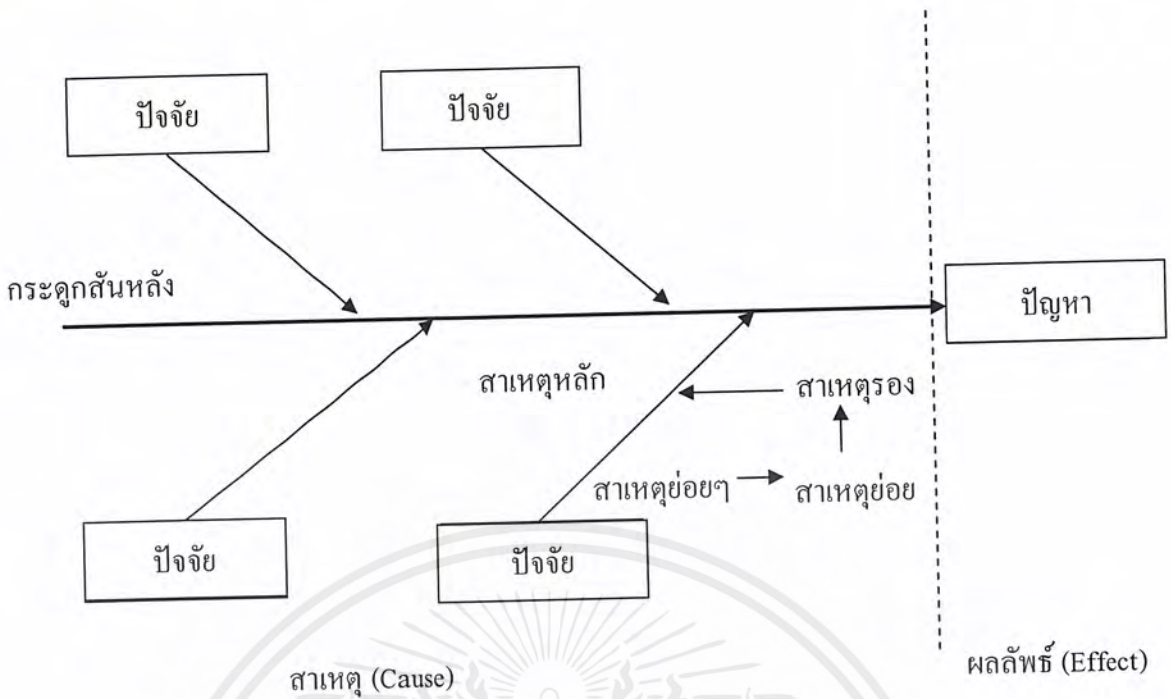 ปัจจัย ปัจจัย
กระดูกสันหลัง
ปัญหา
สาเหตุหลัก สาเหตุรอง
สาเหตุย่อยๆ สาเหตุย่อย
ปัจจัย ปัจจัย
สาเหตุ (Cause) ผลลัพธ์ (Effect)